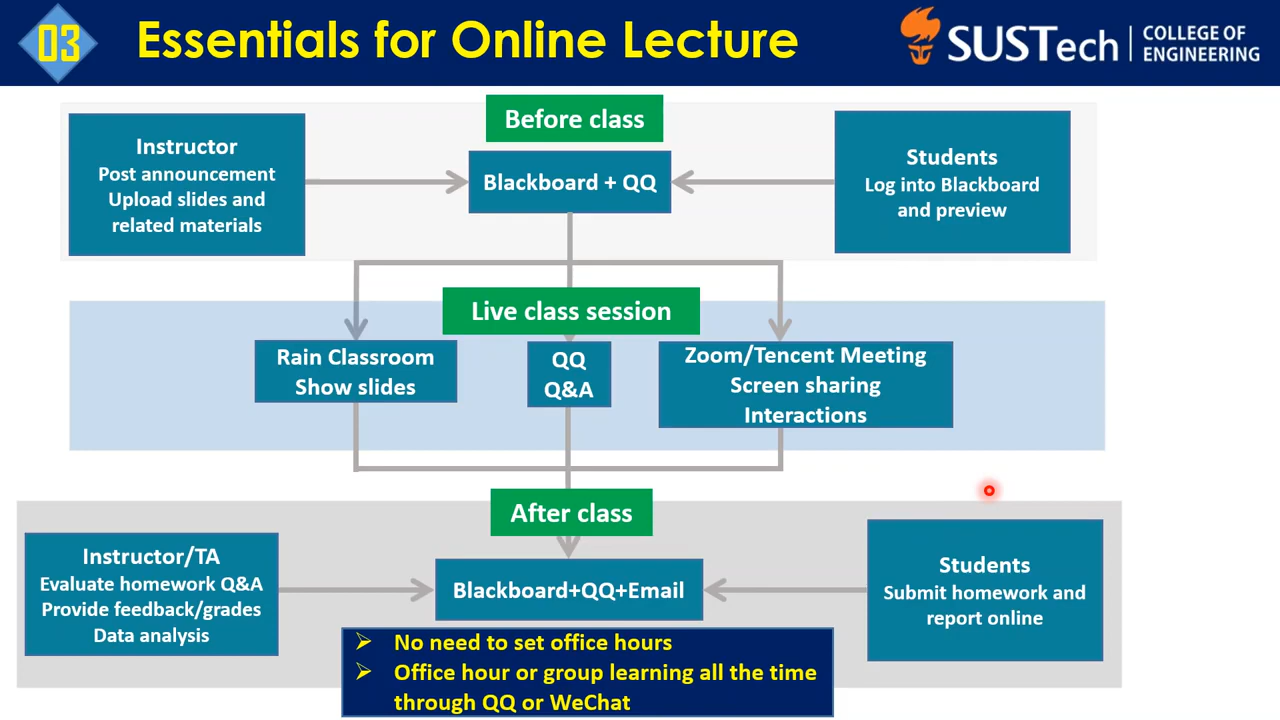 03
Essentials for Online Lecture
SUSTech
COLLEGE OF
ENGINEERING
Before class
Instructor
Post announcement
Upload slides and
related materials
Blackboard + QQ
Students
Log into Blackboard
and preview
Live class session
Rain Classroom
Show slides
QQ
Q&A
Zoom/Tencent Meeting
Screen sharing
Interactions
After class
Instructor/TA
Evaluate homework Q&A
Provide feedback/grades
Data analysis
Blackboard+QQ+Email
Students
Submit homework and
report online
No need to set office hours
Office hour or group learning all the time
through QQ or WeChat